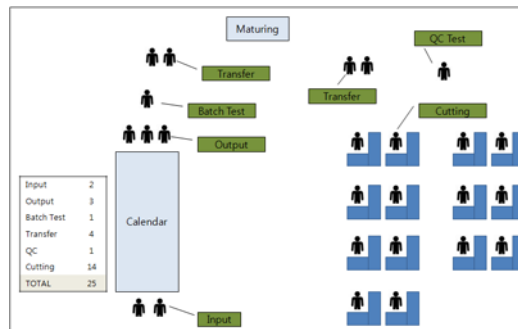 Maturing
QC Test
Transfer
Transfer
Batch Test
Cutting
Output
Calendar
Input 2
Output 3
Batch Test 1
Transfer 4
QC 1
Cutting 14
TOTAL 25
Input